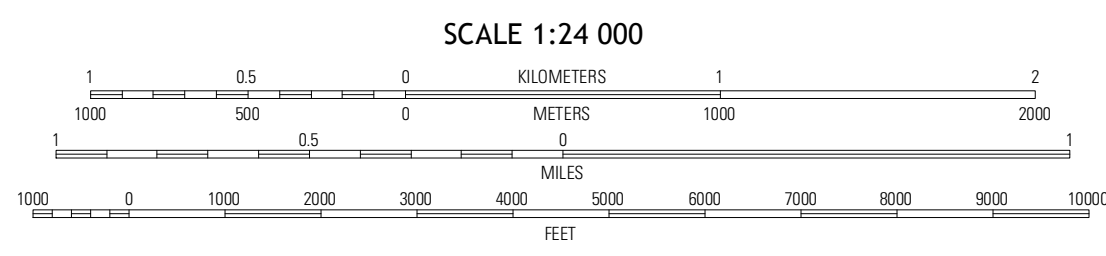 SCALE 1:24 000
1 0.5 0 KILOMETERS 1 2
1000 500 0 METERS 1000 2000
1 0.5 0 1
MILES
1000 0 1000 2000 3000 4000 5000 6000 7000 8000 9000 10000
FEET